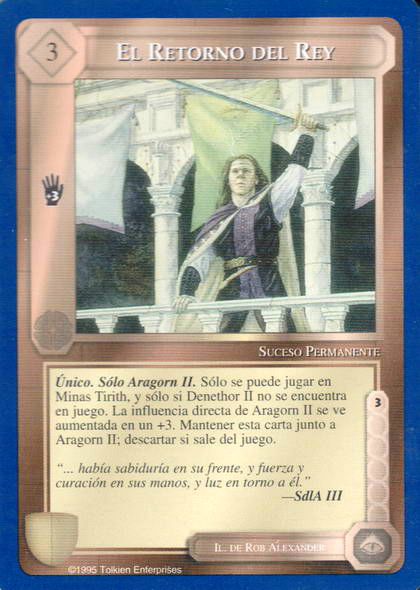 3
EL RETORNO DEL REY
+3
SUCESO PERMANENTE
Único. Sólo Aragorn II. Sólo se puede jugar en
Minas Tirith, y sólo si Denethor II no se encuentra
en juego. La influencia directa de Aragorn II se ve
aumentada en un +3. Mantener esta carta junto a
Aragorn II; descartar si sale del juego.
3
“... había sabiduría en su frente, y fuerza y
curación en sus manos, y luz en torno a él.”
—SdlA III
IL. DE ROB ALEXANDER
©1995 Tolkien Enterprises